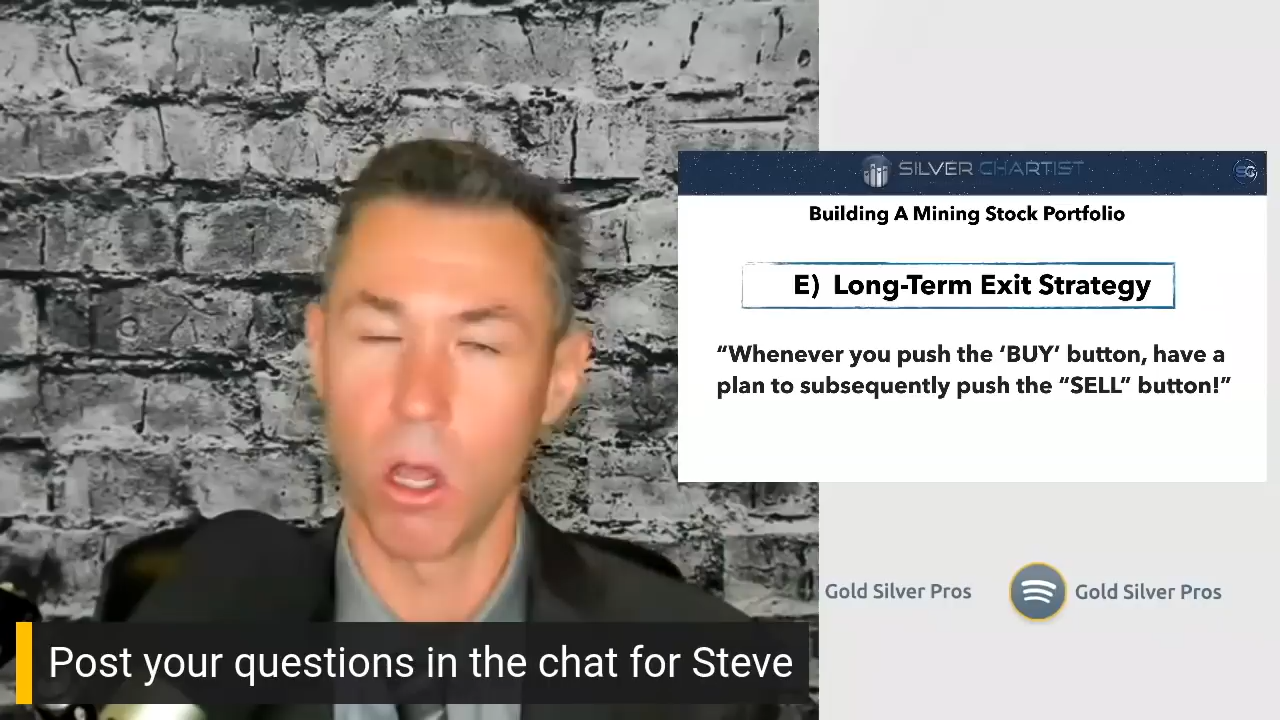 SILVER CHARTIST
SG
Building A Mining Stock Portfolio
E) Long-Term Exit Strategy
“Whenever you push the ‘BUY’ button, have a
plan to subsequently push the “SELL” button!”
Gold Silver Pros
Gold Silver Pros
Post your questions in the chat for Steve